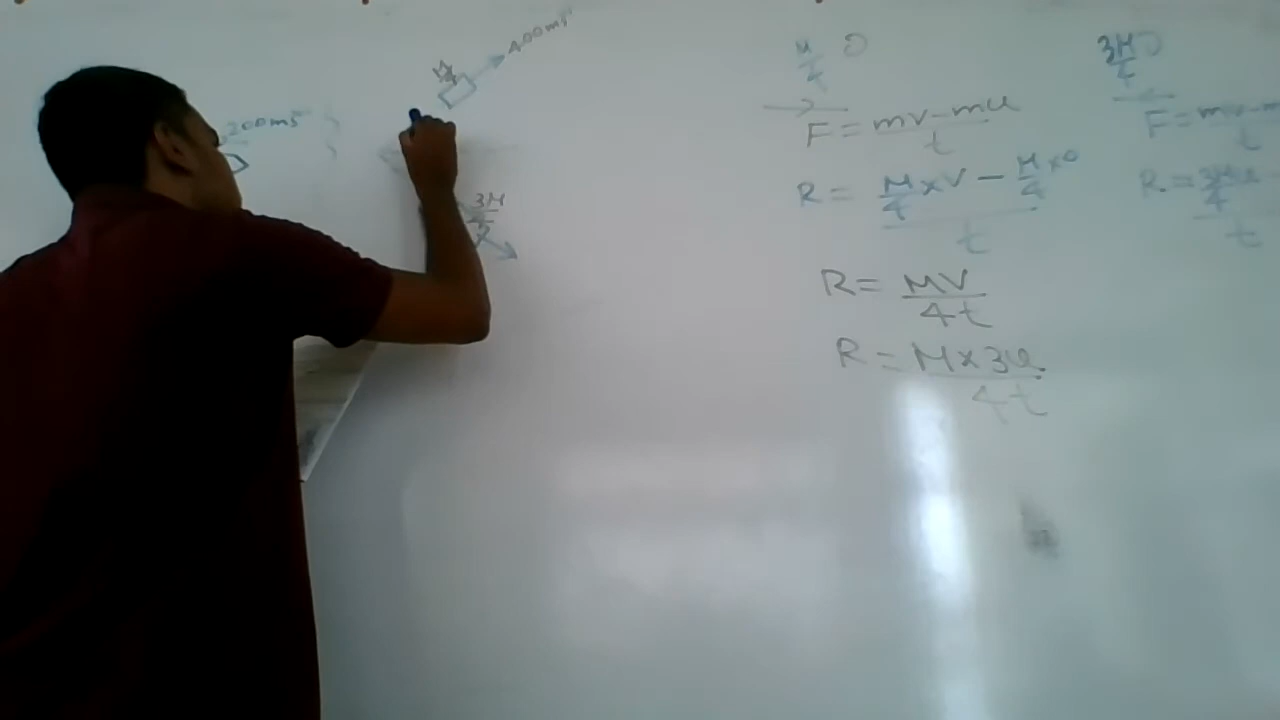 400ms⁻¹
200ms⁻¹
3M/4
M/4
F = (mv-mu)/t
R = (M/4 × V - M/4 × 0)/t
R = MV/4t
R = M×3u/4t
3M/4
F = mv-
t
R =
t